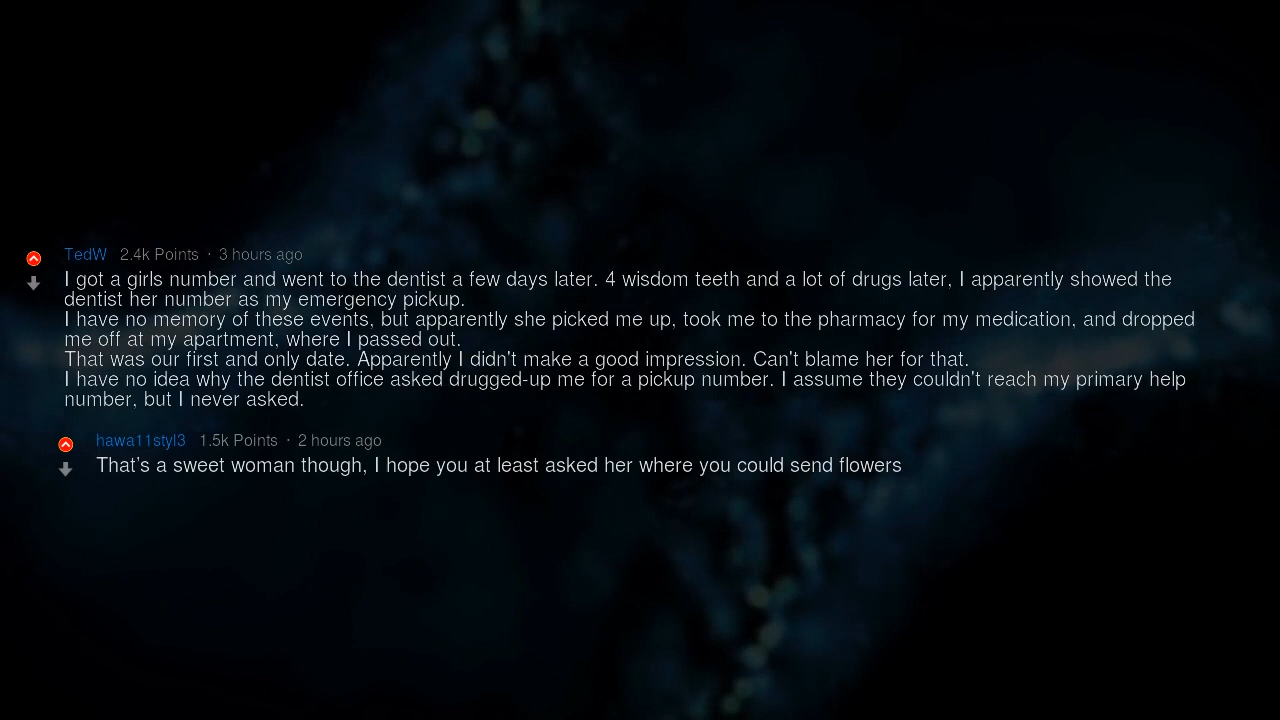 TedW 2.4k Points · 3 hours ago
I got a girls number and went to the dentist a few days later. 4 wisdom teeth and a lot of drugs later, I apparently showed the
dentist her number as my emergency pickup.
I have no memory of these events, but apparently she picked me up, took me to the pharmacy for my medication, and dropped
me off at my apartment, where I passed out.
That was our first and only date. Apparently I didn't make a good impression. Can't blame her for that.
I have no idea why the dentist office asked drugged-up me for a pickup number. I assume they couldn't reach my primary help
number, but I never asked.
hawa11styl3 1.5k Points · 2 hours ago
That's a sweet woman though, I hope you at least asked her where you could send flowers